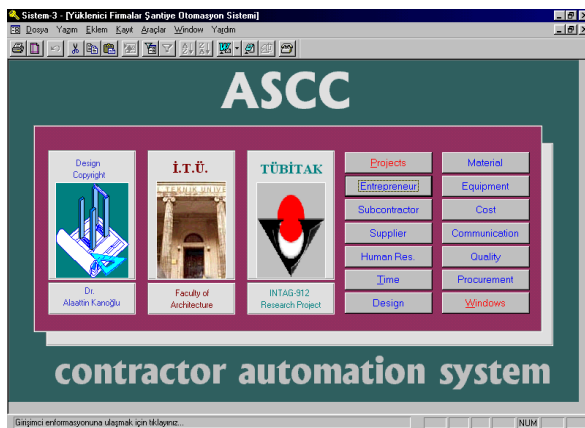 Sistem-3 - [Yüklenici Firmalar Şantiye Otomasyon Sistemi]
Dosya Yazım Eklem Kayıt Araçlar Window Yardım
ASCC
Design
Copyright
Dr.
Alaattin Kanoğlu
İ.T.Ü.
TEKNIK UNIVE
Faculty of
Architecture
TÜBİTAK
INTAG-912
Research Project
Projects
Entrepreneur
Subcontractor
Supplier
Human Res.
Time
Design
Material
Equipment
Cost
Communication
Quality
Procurement
Windows
contractor automation system
Girişimci enformasyonuna ulaşmak için tıklayınız...
NUM